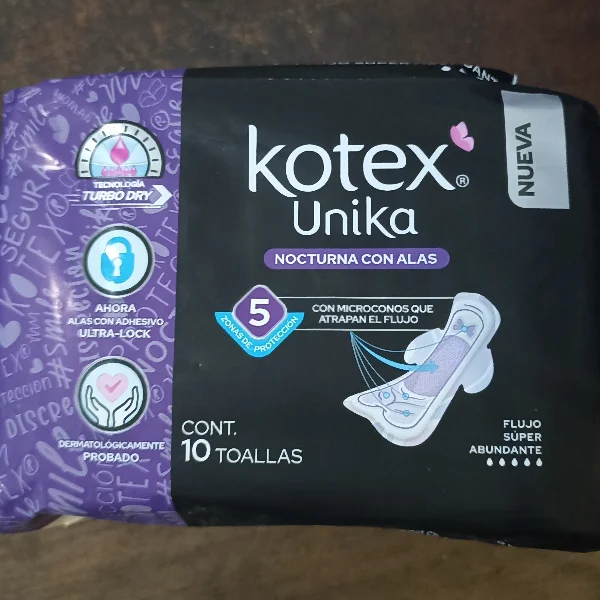 kotex®
Unika
NOCTURNA CON ALAS
NUEVA
TECNOLOGÍA
TURBO DRY
AHORA
ALAS CON ADHESIVO
ULTRA-LOCK
DERMATOLÓGICAMENTE
PROBADO
5
ZONAS DE PROTECCIÓN
CON MICROCONOS QUE
ATRAPAN EL FLUJO
CONT.
10 TOALLAS
FLUJO
SÚPER
ABUNDANTE